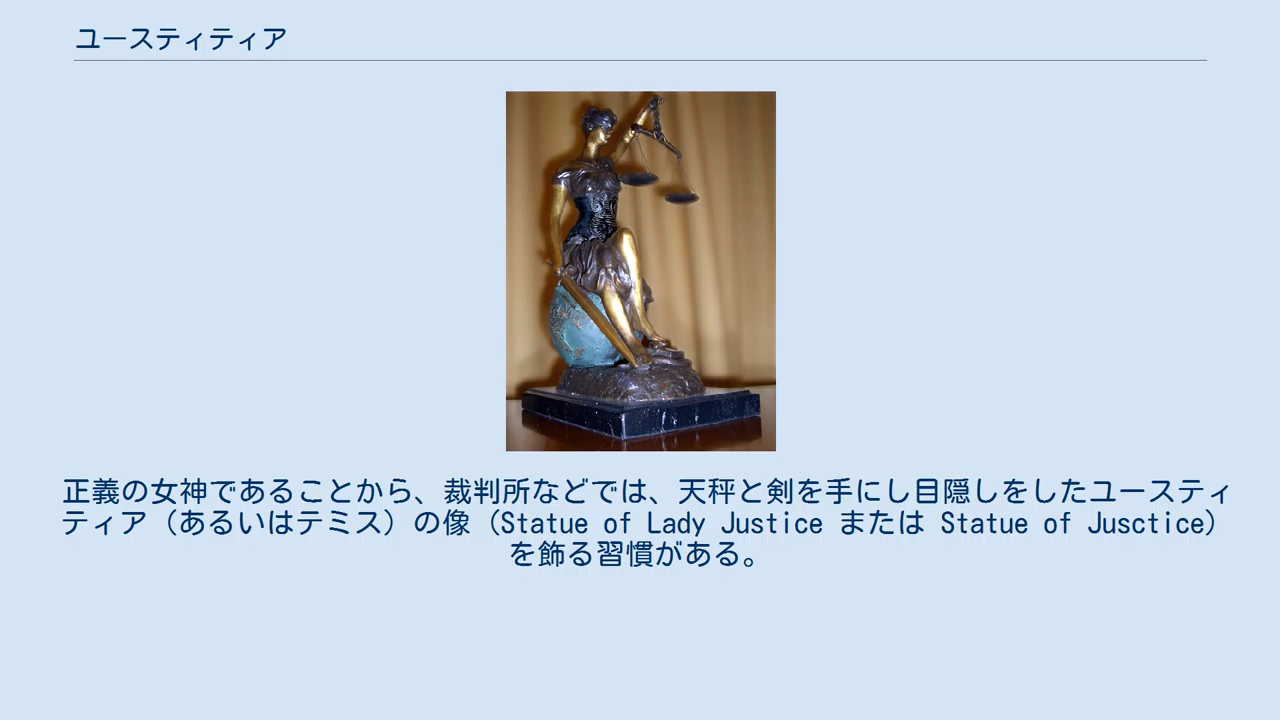 ユースティティア
正義の女神であることから、裁判所などでは、天秤と剣を手にし目隠しをしたユースティ
ティア（あるいはテミス）の像（Statue of Lady Justice または Statue of Jusctice）
を飾る習慣がある。